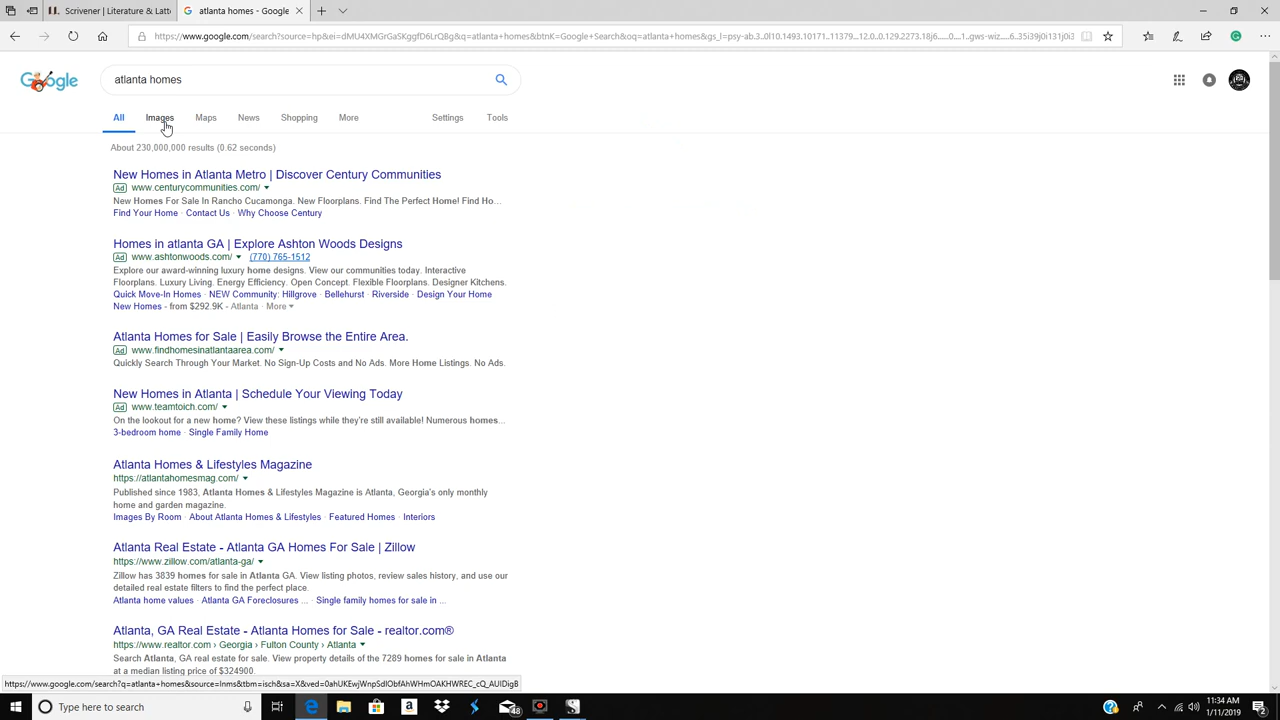 Scrivener | Literature & Lati
atlanta homes - Google
https://www.google.com/search?source=hp&ei=dMU4XMGrGaSKggfD6LrQBg&q=atlanta+homes&btnK=Google+Search&oq=atlanta+homes&gs_l=psy-ab.3..0l10.1493.10171..11379...12.0..0.129.2273.18j6......0....1..gws-wiz.....6..35i39j0i131j0i3
Google
atlanta homes
All Images Maps News Shopping More Settings Tools
About 230,000,000 results (0.62 seconds)
New Homes in Atlanta Metro | Discover Century Communities
Ad www.centurycommunities.com/
New Homes For Sale In Rancho Cucamonga. New Floorplans. Find The Perfect Home! Find Ho...
Find Your Home · Contact Us · Why Choose Century
Homes in atlanta GA | Explore Ashton Woods Designs
Ad www.ashtonwoods.com/ (770) 765-1512
Explore our award-winning luxury home designs. View our communities today. Interactive
Floorplans. Luxury Living. Energy Efficiency. Open Concept. Flexible Floorplans. Designer Kitchens.
Quick Move-In Homes · NEW Community: Hillgrove · Bellehurst · Riverside · Design Your Home
New Homes - from $292.9K - Atlanta · More
Atlanta Homes for Sale | Easily Browse the Entire Area.
Ad www.findhomesinatlantaarea.com/
Quickly Search Through Your Market. No Sign-Up Costs and No Ads. More Home Listings. No Ads.
New Homes in Atlanta | Schedule Your Viewing Today
Ad www.teamtoich.com/
On the lookout for a new home? View these listings while they're still available! Numerous homes...
3-bedroom home · Single Family Home
Atlanta Homes & Lifestyles Magazine
https://atlantahomesmag.com/
Published since 1983, Atlanta Homes & Lifestyles Magazine is Atlanta, Georgia's only monthly
home and garden magazine.
Images By Room · About Atlanta Homes & Lifestyles · Featured Homes · Interiors
Atlanta Real Estate - Atlanta GA Homes For Sale | Zillow
https://www.zillow.com/atlanta-ga/
Zillow has 3839 homes for sale in Atlanta GA. View listing photos, review sales history, and use our
detailed real estate filters to find the perfect place.
Atlanta home values · Atlanta GA Foreclosures ... · Single family homes for sale in ...
Atlanta, GA Real Estate - Atlanta Homes for Sale - realtor.com®
https://www.realtor.com › Georgia › Fulton County › Atlanta
Search Atlanta, GA real estate for sale. View property details of the 7289 homes for sale in Atlanta
at a median listing price of $324900.
https://www.google.com/search?q=atlanta+homes&source=lnms&tbm=isch&sa=X&ved=0ahUKEwjWnpSdlObfAhWHmOAKHWREC_cQ_AUIDigB
Type here to search
48
11:34 AM
1/11/2019
2